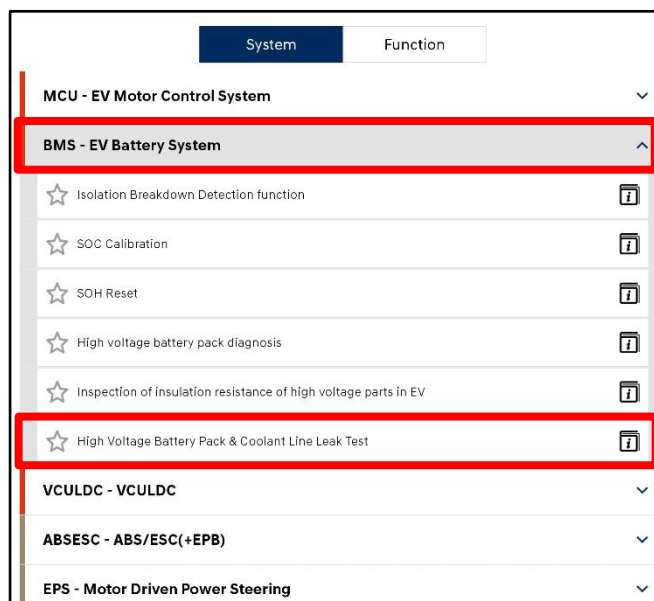 System Function
MCU - EV Motor Control System
BMS - EV Battery System
Isolation Breakdown Detection function
SOC Calibration
SOH Reset
High voltage battery pack diagnosis
Inspection of insulation resistance of high voltage parts in EV
High Voltage Battery Pack & Coolant Line Leak Test
VCULDC - VCULDC
ABSESC - ABS/ESC(+EPB)
EPS - Motor Driven Power Steering